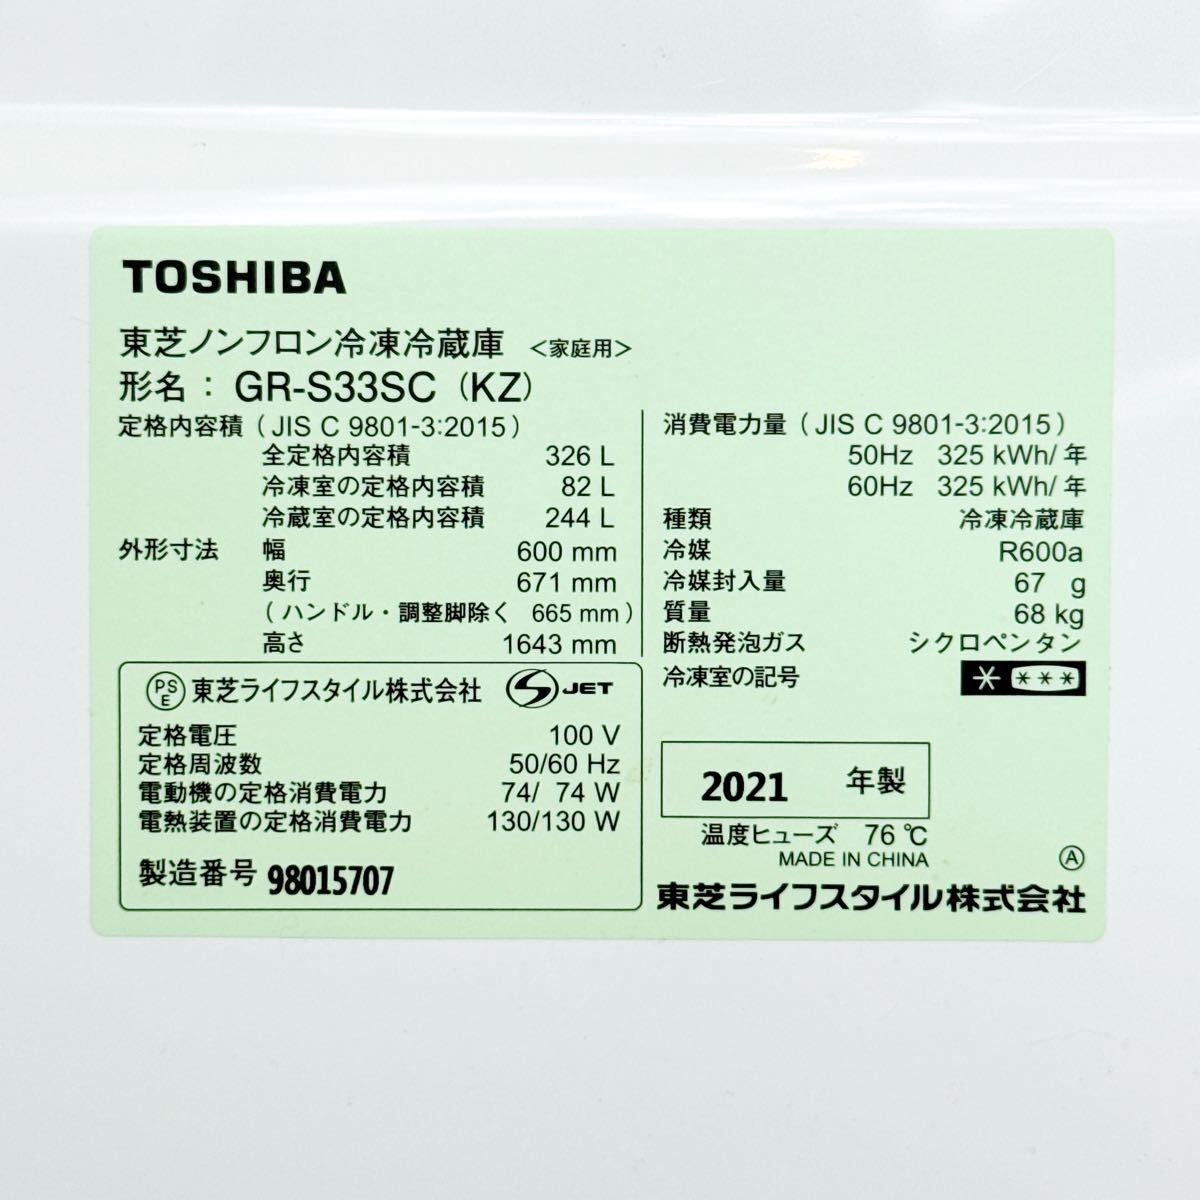 TOSHIBA
東芝ノンフロン冷凍冷蔵庫 <家庭用>
形名：GR-S33SC（KZ）
定格内容積（JIS C 9801-3:2015）
全定格内容積 326 L
冷凍室の定格内容積 82 L
冷蔵室の定格内容積 244 L
外形寸法 幅 600 mm
奥行 671 mm
（ハンドル・調整脚除く 665 mm）
高さ 1643 mm
PS E 東芝ライフスタイル株式会社 S JET
定格電圧 100 V
定格周波数 50/60 Hz
電動機の定格消費電力 74/ 74 W
電熱装置の定格消費電力 130/130 W
製造番号 98015707
消費電力量（JIS C 9801-3:2015）
50Hz 325 kWh/年
60Hz 325 kWh/年
種類 冷凍冷蔵庫
冷媒 R600a
冷媒封入量 67 g
質量 68 kg
断熱発泡ガス シクロペンタン
冷凍室の記号 * ***
2021 年製
温度ヒューズ 76 ℃
MADE IN CHINA Ⓐ
東芝ライフスタイル株式会社